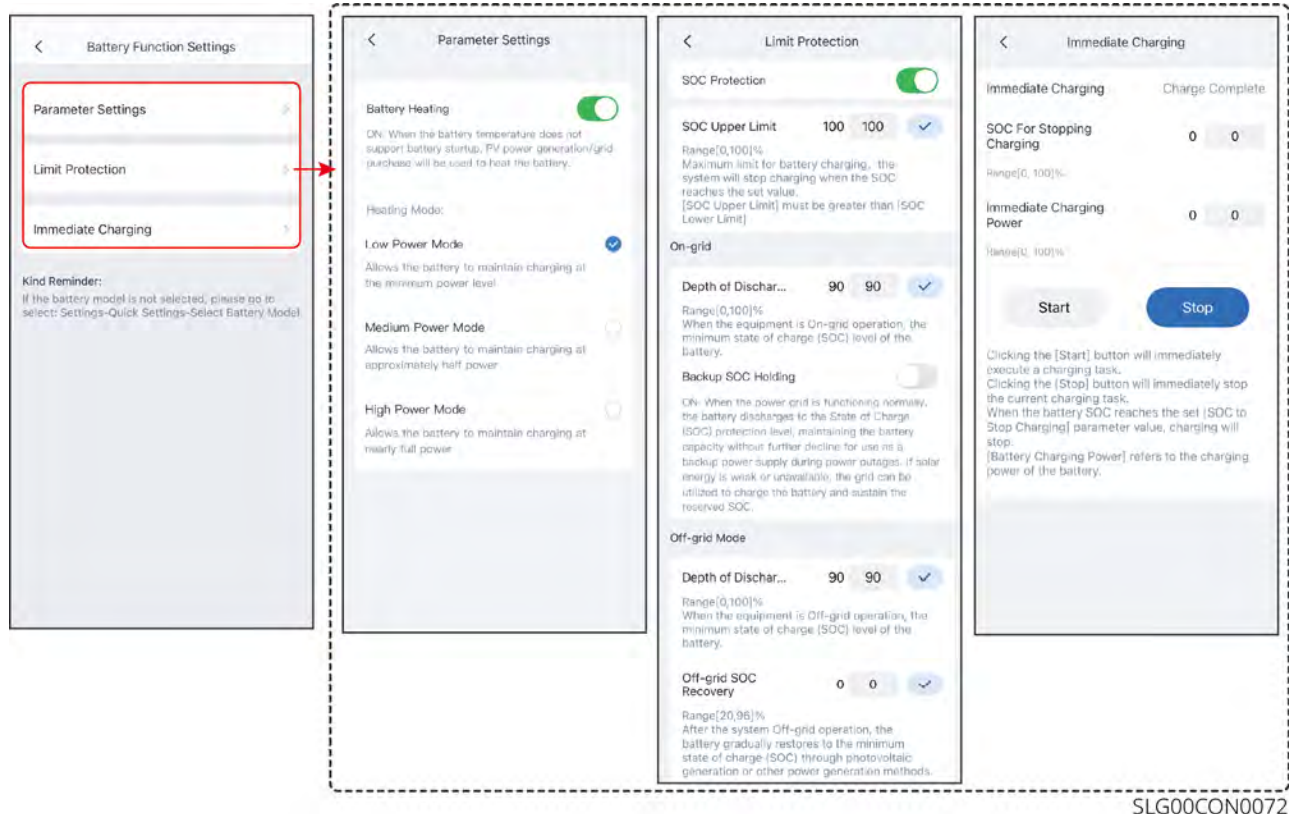 Battery Function Settings
Parameter Settings
Limit Protection
Immediate Charging
Kind Reminder:
If the battery model is not selected, please go to
select: Settings-Quick Settings-Select Battery Model
Parameter Settings
Battery Heating
ON: When the battery temperature does not
support battery startup, PV power generation/grid
purchase will be used to heat the battery.
Heating Mode:
Low Power Mode
Allows the battery to maintain charging at
the minimum power level
Medium Power Mode
Allows the battery to maintain charging at
approximately half power
High Power Mode
Allows the battery to maintain charging at
nearly full power
Limit Protection
SOC Protection
SOC Upper Limit 100 100
Range[0,100]%
Maximum limit for battery charging, the
system will stop charging when the SOC
reaches the set value.
[SOC Upper Limit] must be greater than [SOC
Lower Limit]
On-grid
Depth of Dischar... 90 90
Range[0,100]%
When the equipment is On-grid operation, the
minimum state of charge (SOC) level of the
battery.
Backup SOC Holding
ON: When the power grid is functioning normally,
the battery discharges to the State of Charge
(SOC) protection level, maintaining the battery
capacity without further decline for use as a
backup power supply during power outages. If solar
energy is weak or unavailable, the grid can be
utilized to charge the battery and sustain the
reserved SOC.
Off-grid Mode
Depth of Dischar... 90 90
Range[0,100]%
When the equipment is Off-grid operation, the
minimum state of charge (SOC) level of the
battery.
Off-grid SOC
Recovery 0 0
Range[20,96]%
After the system Off-grid operation, the
battery gradually restores to the minimum
state of charge (SOC) through photovoltaic
generation or other power generation methods.
Immediate Charging
Immediate Charging Charge Complete
SOC For Stopping
Charging 0 0
Range[0, 100]%
Immediate Charging
Power 0 0
Range[0, 100]%
Start Stop
Clicking the [Start] button will immediately
execute a charging task.
Clicking the [Stop] button will immediately stop
the current charging task.
When the battery SOC reaches the set [SOC to
Stop Charging] parameter value, charging will
stop.
[Battery Charging Power] refers to the charging
power of the battery.
SLG00CON0072